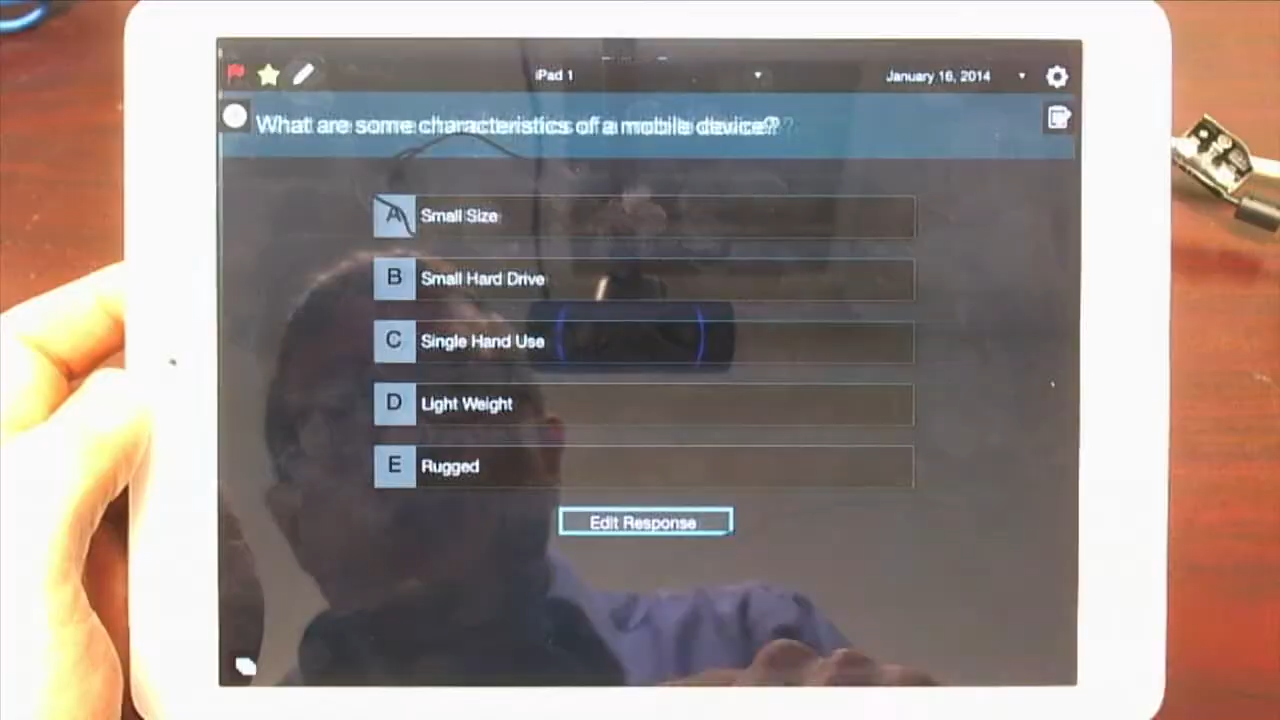 iPad 1
January 16, 2014
What are some characteristics of a mobile device?
A Small Size
B Small Hard Drive
C Single Hand Use
D Light Weight
E Rugged
Edit Response